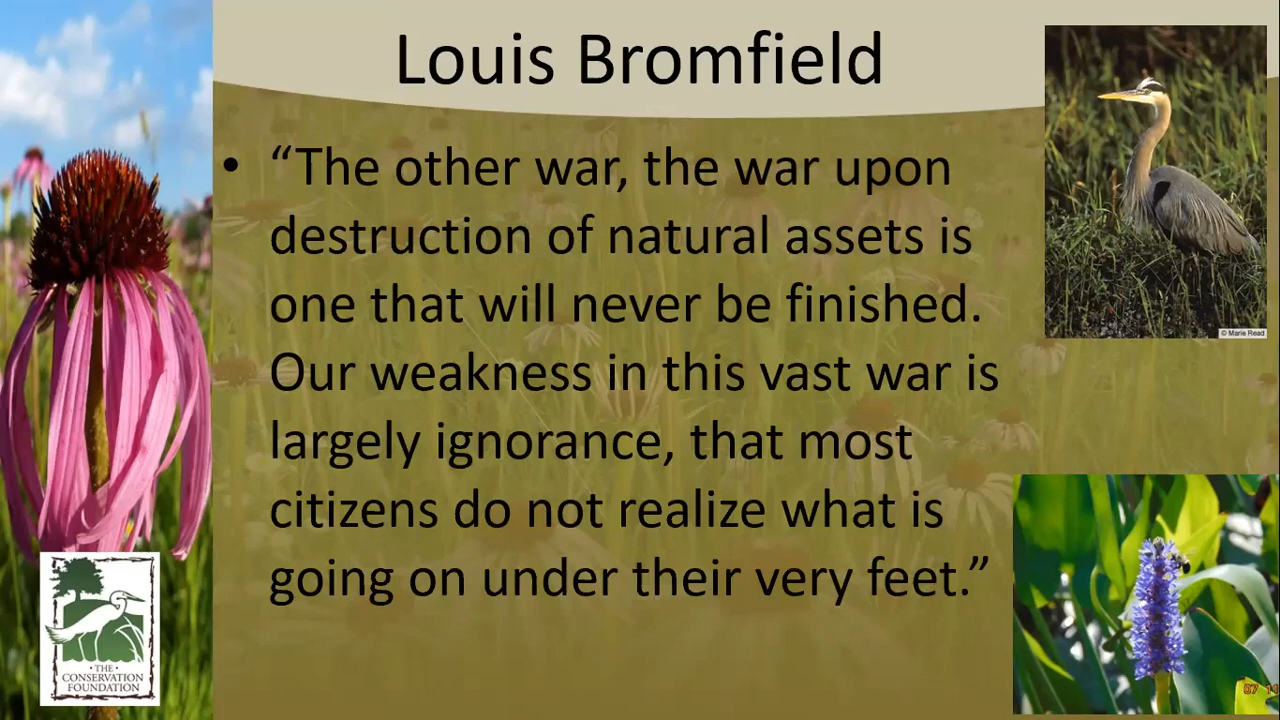 Louis Bromfield
• “The other war, the war upon
destruction of natural assets is
one that will never be finished.
Our weakness in this vast war is
largely ignorance, that most
citizens do not realize what is
going on under their very feet.”
© Marie Read
• THE •
CONSERVATION
FOUNDATION